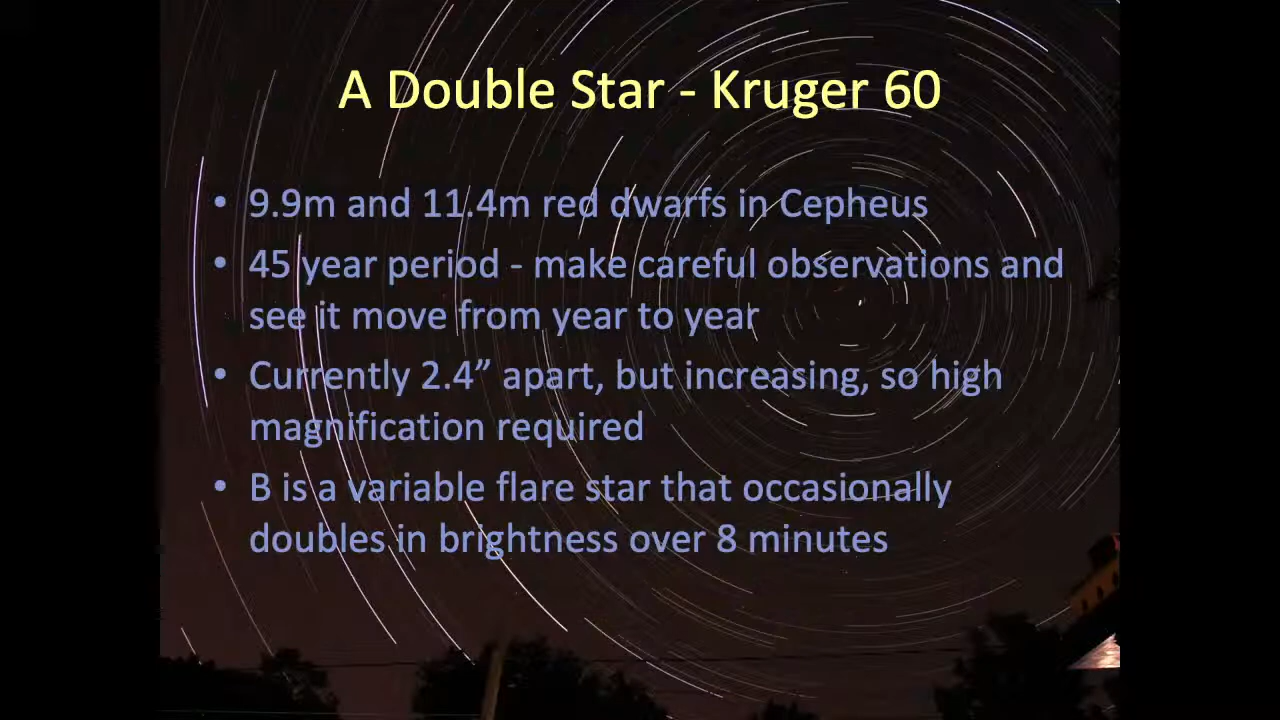 A Double Star - Kruger 60
• 9.9m and 11.4m red dwarfs in Cepheus
• 45 year period - make careful observations and
see it move from year to year
• Currently 2.4” apart, but increasing, so high
magnification required
• B is a variable flare star that occasionally
doubles in brightness over 8 minutes